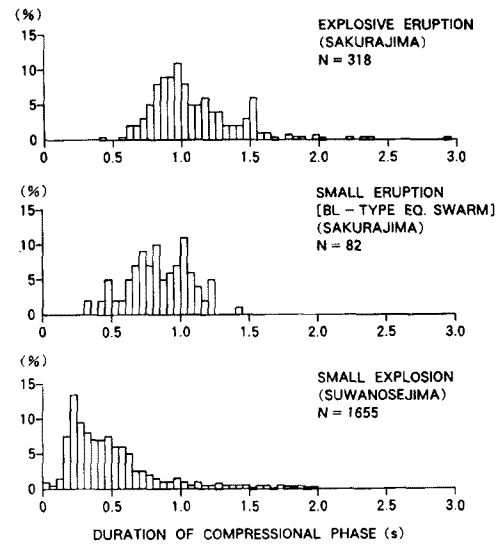 (%)
EXPLOSIVE ERUPTION
(SAKURAJIMA)
N = 318
15
10
5
0
0 0.5 1.0 1.5 2.0 2.5 3.0
(%)
SMALL ERUPTION
[BL - TYPE EQ. SWARM]
(SAKURAJIMA)
N = 82
15
10
5
0
0 0.5 1.0 1.5 2.0 2.5 3.0
(%)
SMALL EXPLOSION
(SUWANOSEJIMA)
N = 1655
15
10
5
0
0 0.5 1.0 1.5 2.0 2.5 3.0
DURATION OF COMPRESSIONAL PHASE (s)